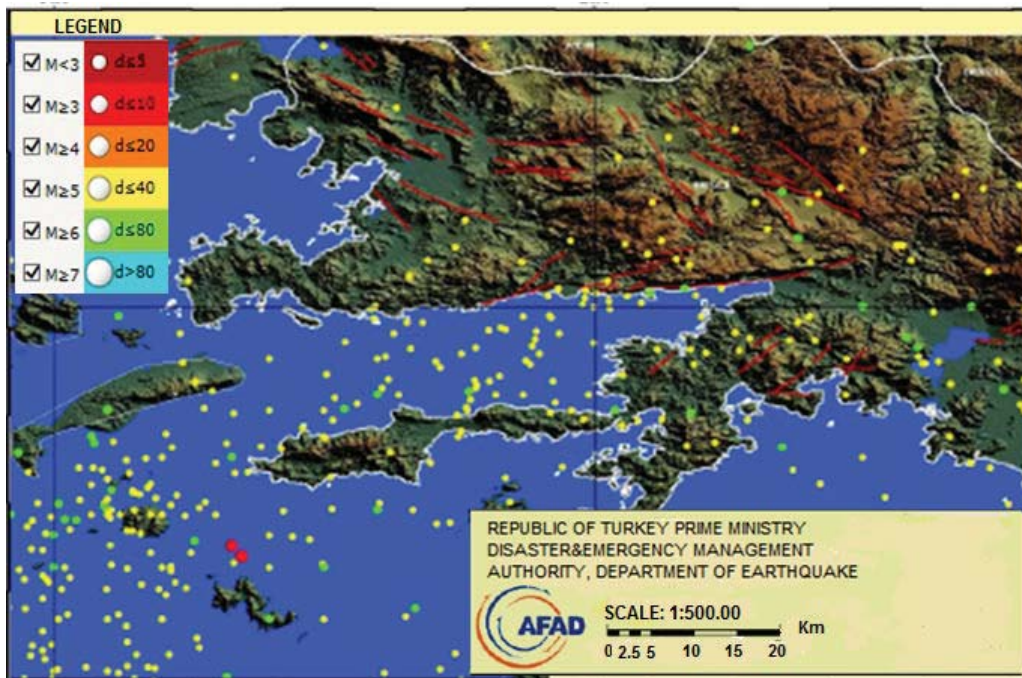 LEGEND
M<3 d≤5
M≥3 d≤10
M≥4 d≤20
M≥5 d≤40
M≥6 d≤80
M≥7 d>80
REPUBLIC OF TURKEY PRIME MINISTRY
DISASTER&EMERGENCY MANAGEMENT
AUTHORITY, DEPARTMENT OF EARTHQUAKE
AFAD
SCALE: 1:500.00
Km
0 2.5 5 10 15 20